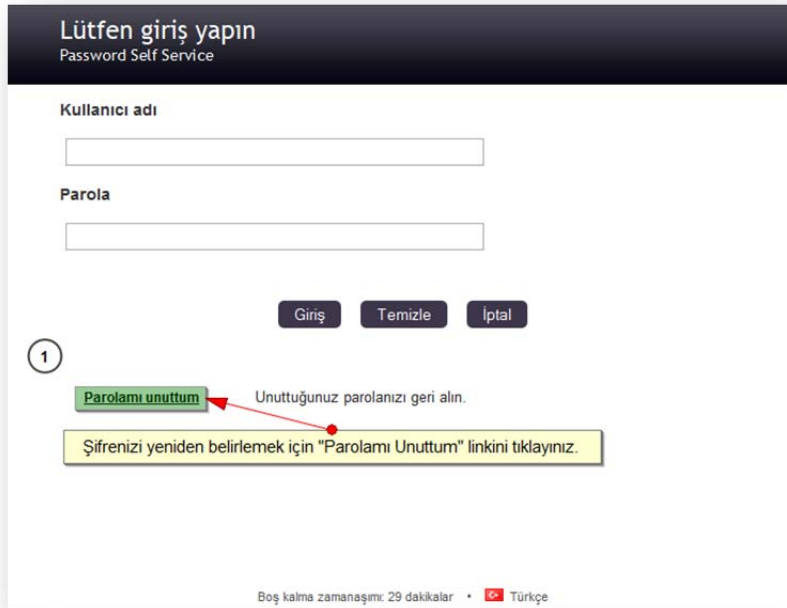 Lütfen giriş yapın
Password Self Service
Kullanıcı adı
Parola
Giriş Temizle İptal
1
Parolamı unuttum Unuttuğunuz parolanızı geri alın.
Şifrenizi yeniden belirlemek için "Parolamı Unuttum" linkini tıklayınız.
Boş kalma zamanaşımı: 29 dakikalar • Türkçe